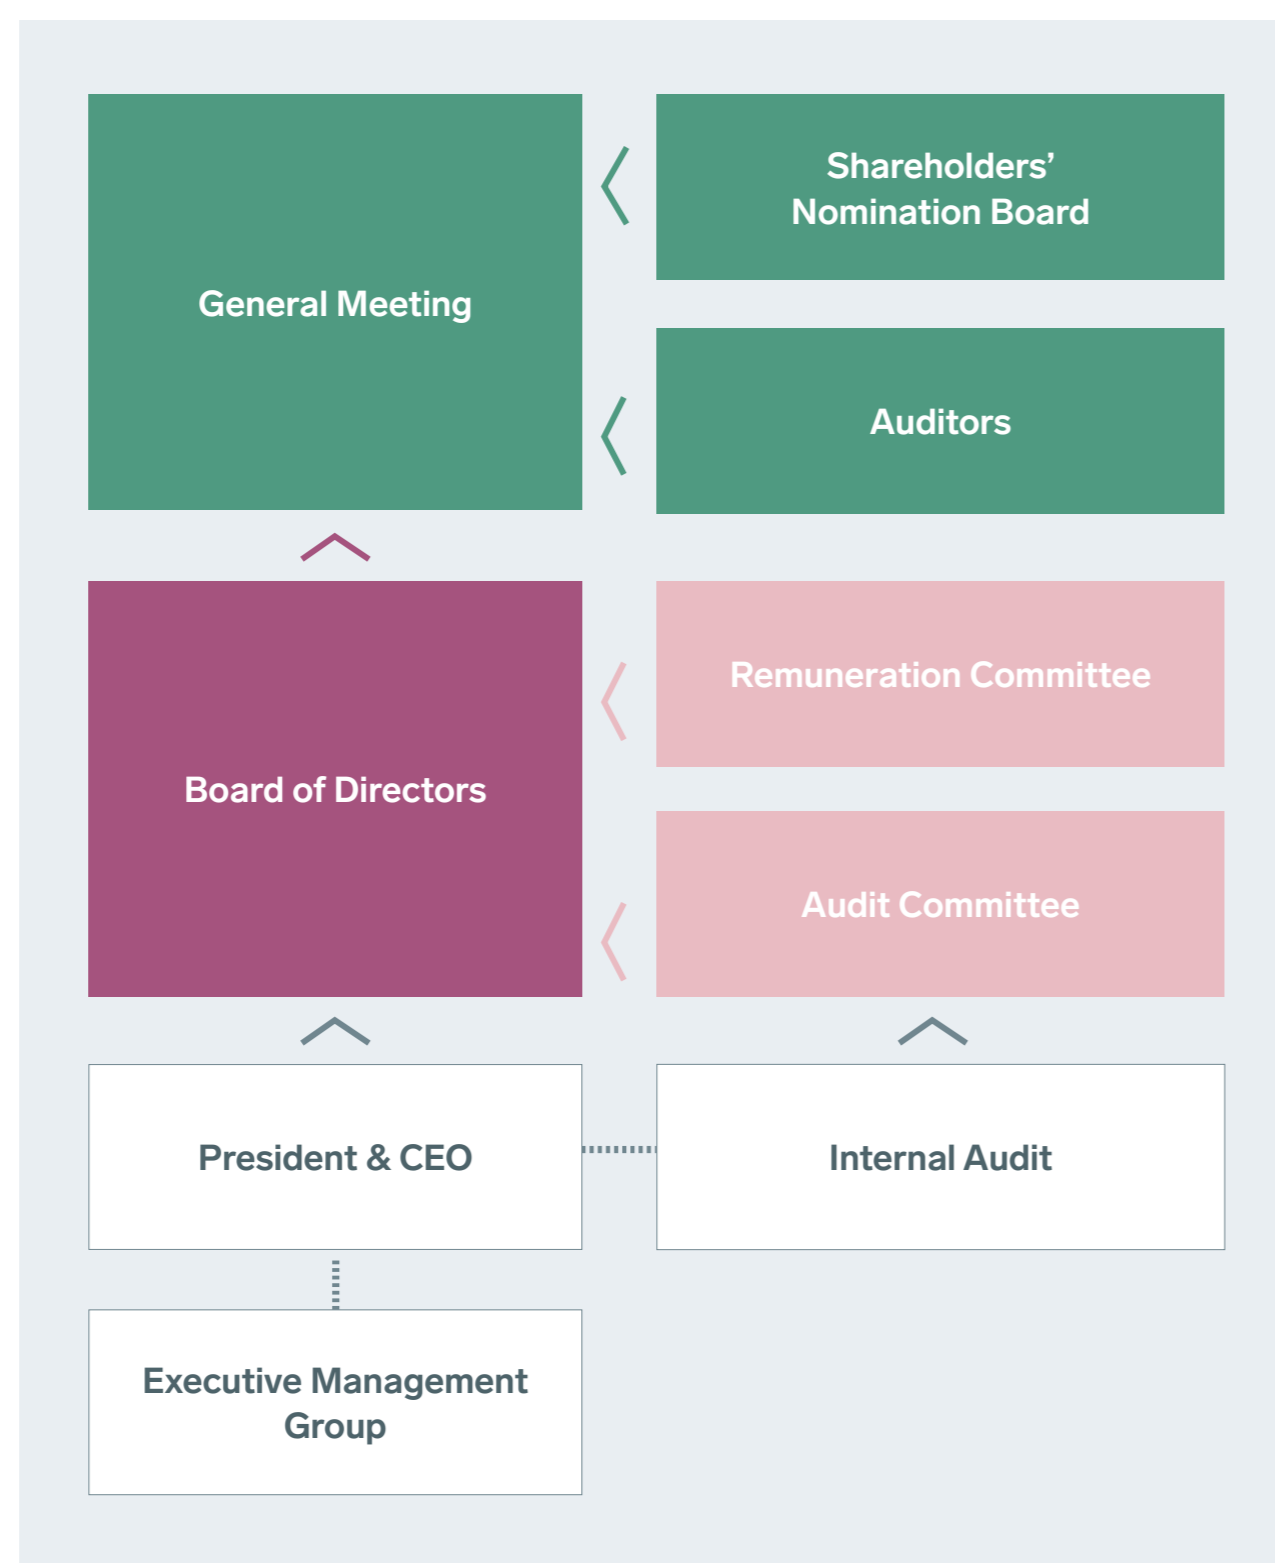 General Meeting
Shareholders’
Nomination Board
Auditors
Board of Directors
Remuneration Committee
Audit Committee
President & CEO
Internal Audit
Executive Management
Group